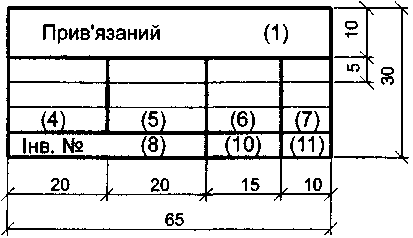 Прив'язаний (1)
10
5
30
(4) (5) (6) (7)
Інв. № (8) (10) (11)
20 20 15 10
65